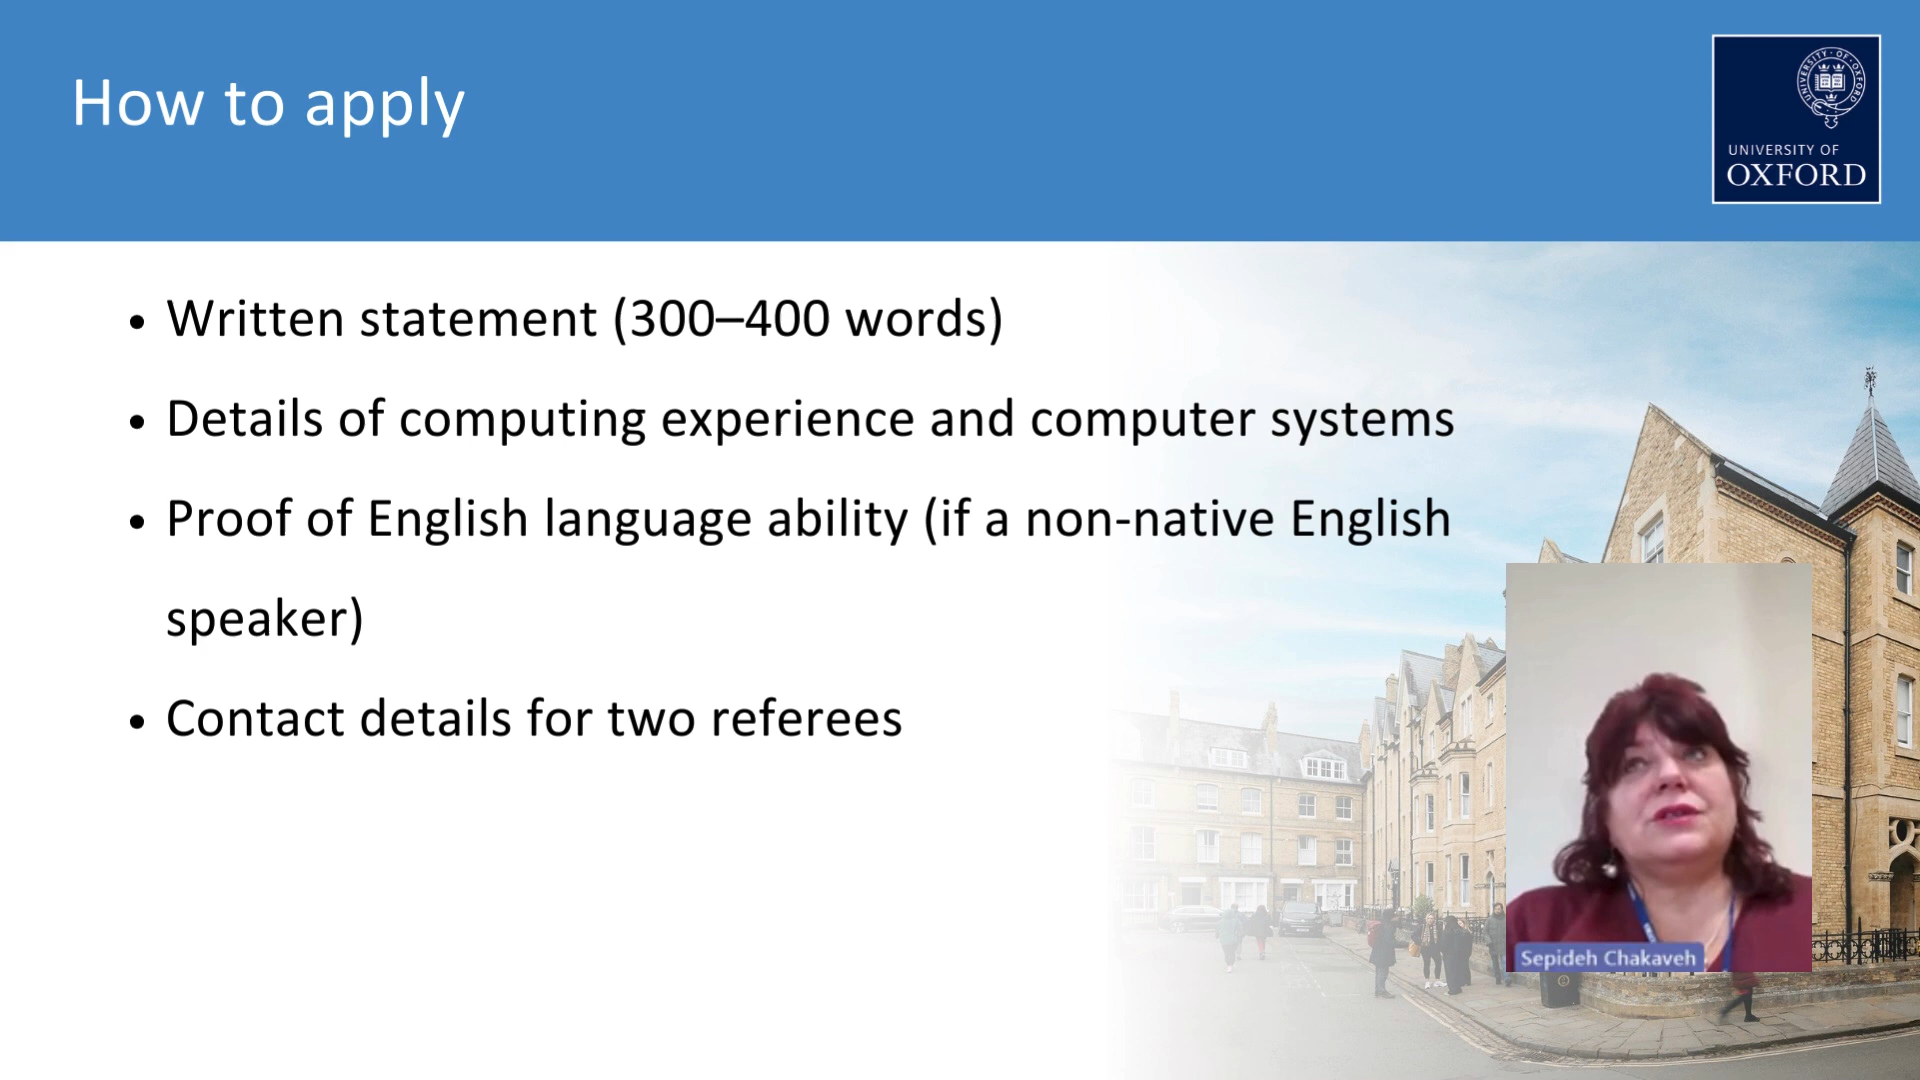 How to apply
UNIVERSITY OF
OXFORD
• Written statement (300–400 words)
• Details of computing experience and computer systems
• Proof of English language ability (if a non-native English
speaker)
• Contact details for two referees
Sepideh Chakaveh